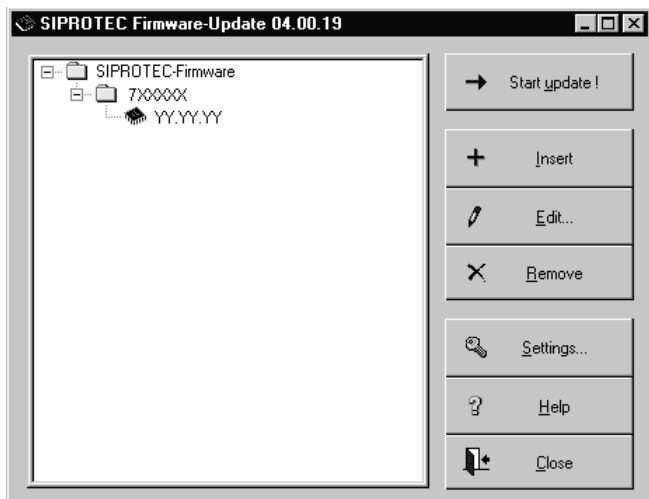 SIPROTEC Firmware-Update 04.00.19
SIPROTEC-Firmware
7XXXXX
YY.YY.YY
Start update !
Insert
Edit...
Remove
Settings...
Help
Close